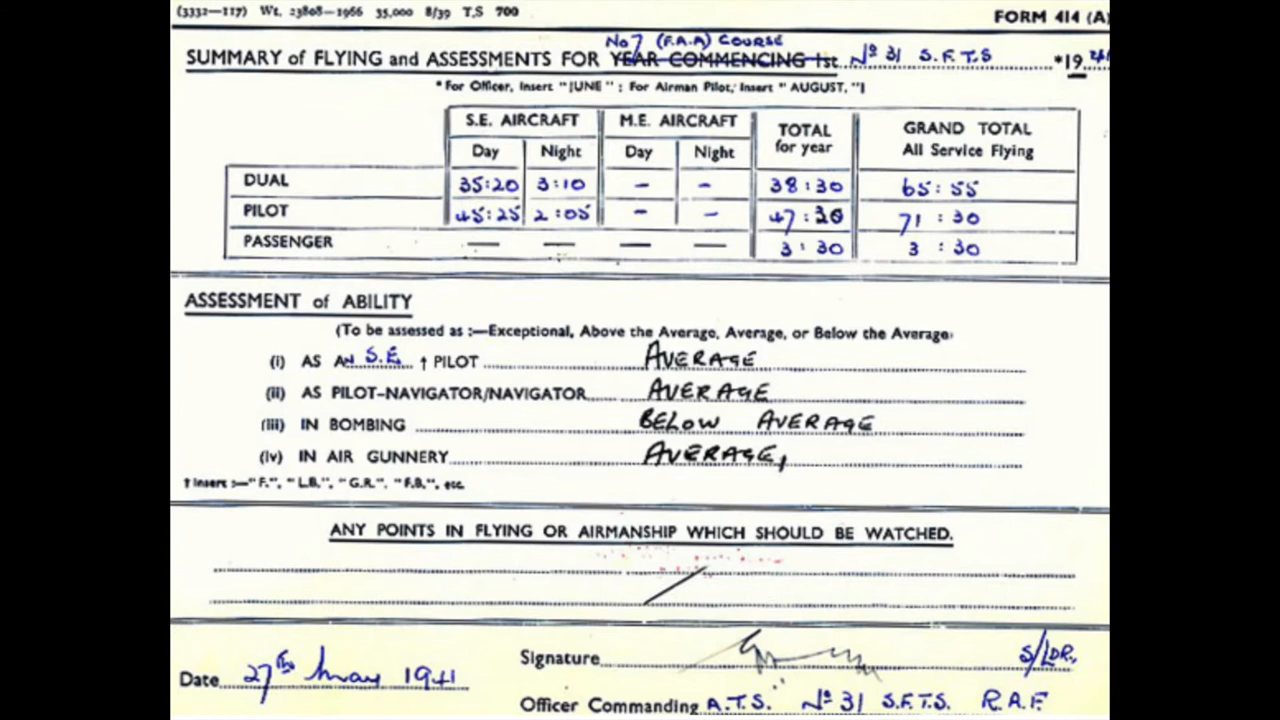 (3332—117) Wt. 23808—1966 35,000 8/39 T.S 700
FORM 414 (A)
No 7 (F.A.A) COURSE
SUMMARY of FLYING and ASSESSMENTS FOR YEAR COMMENCING 1st Nº 31 S.F.T.S *19
*For Officer, insert "JUNE" ; For Airman Pilot, insert "AUGUST."
S.E. AIRCRAFT M.E. AIRCRAFT TOTAL for year GRAND TOTAL All Service Flying
Day Night Day Night
DUAL 35:20 3:10 – – 38:30 65:55
PILOT 45:25 2:05 – – 47:30 71:30
PASSENGER — — — — 3:30 3:30
ASSESSMENT of ABILITY
(To be assessed as :—Exceptional, Above the Average, Average, or Below the Average)
(i) AS AN S.E. † PILOT AVERAGE
(ii) AS PILOT-NAVIGATOR/NAVIGATOR AVERAGE
(iii) IN BOMBING BELOW AVERAGE
(iv) IN AIR GUNNERY AVERAGE,
† Insert :—"F.", "L.B.", "G.R.", "F.B.", etc.
ANY POINTS IN FLYING OR AIRMANSHIP WHICH SHOULD BE WATCHED.
Signature S/LDR.
Date 27th May 1941
Officer Commanding A.T.S. Nº 31 S.F.T.S. R.A.F.